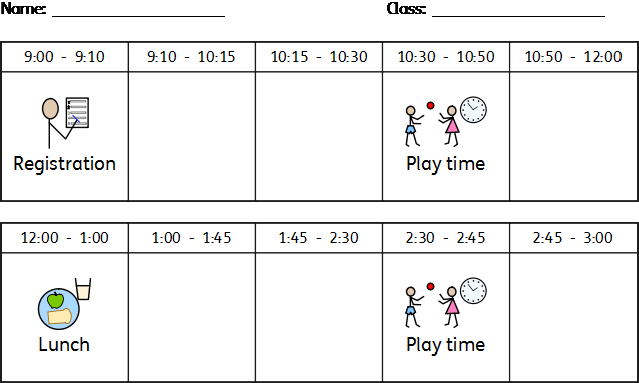 Name: ____________________ Class: ____________________
9:00 - 9:10 9:10 - 10:15 10:15 - 10:30 10:30 - 10:50 10:50 - 12:00
Registration Play time
12:00 - 1:00 1:00 - 1:45 1:45 - 2:30 2:30 - 2:45 2:45 - 3:00
Lunch Play time